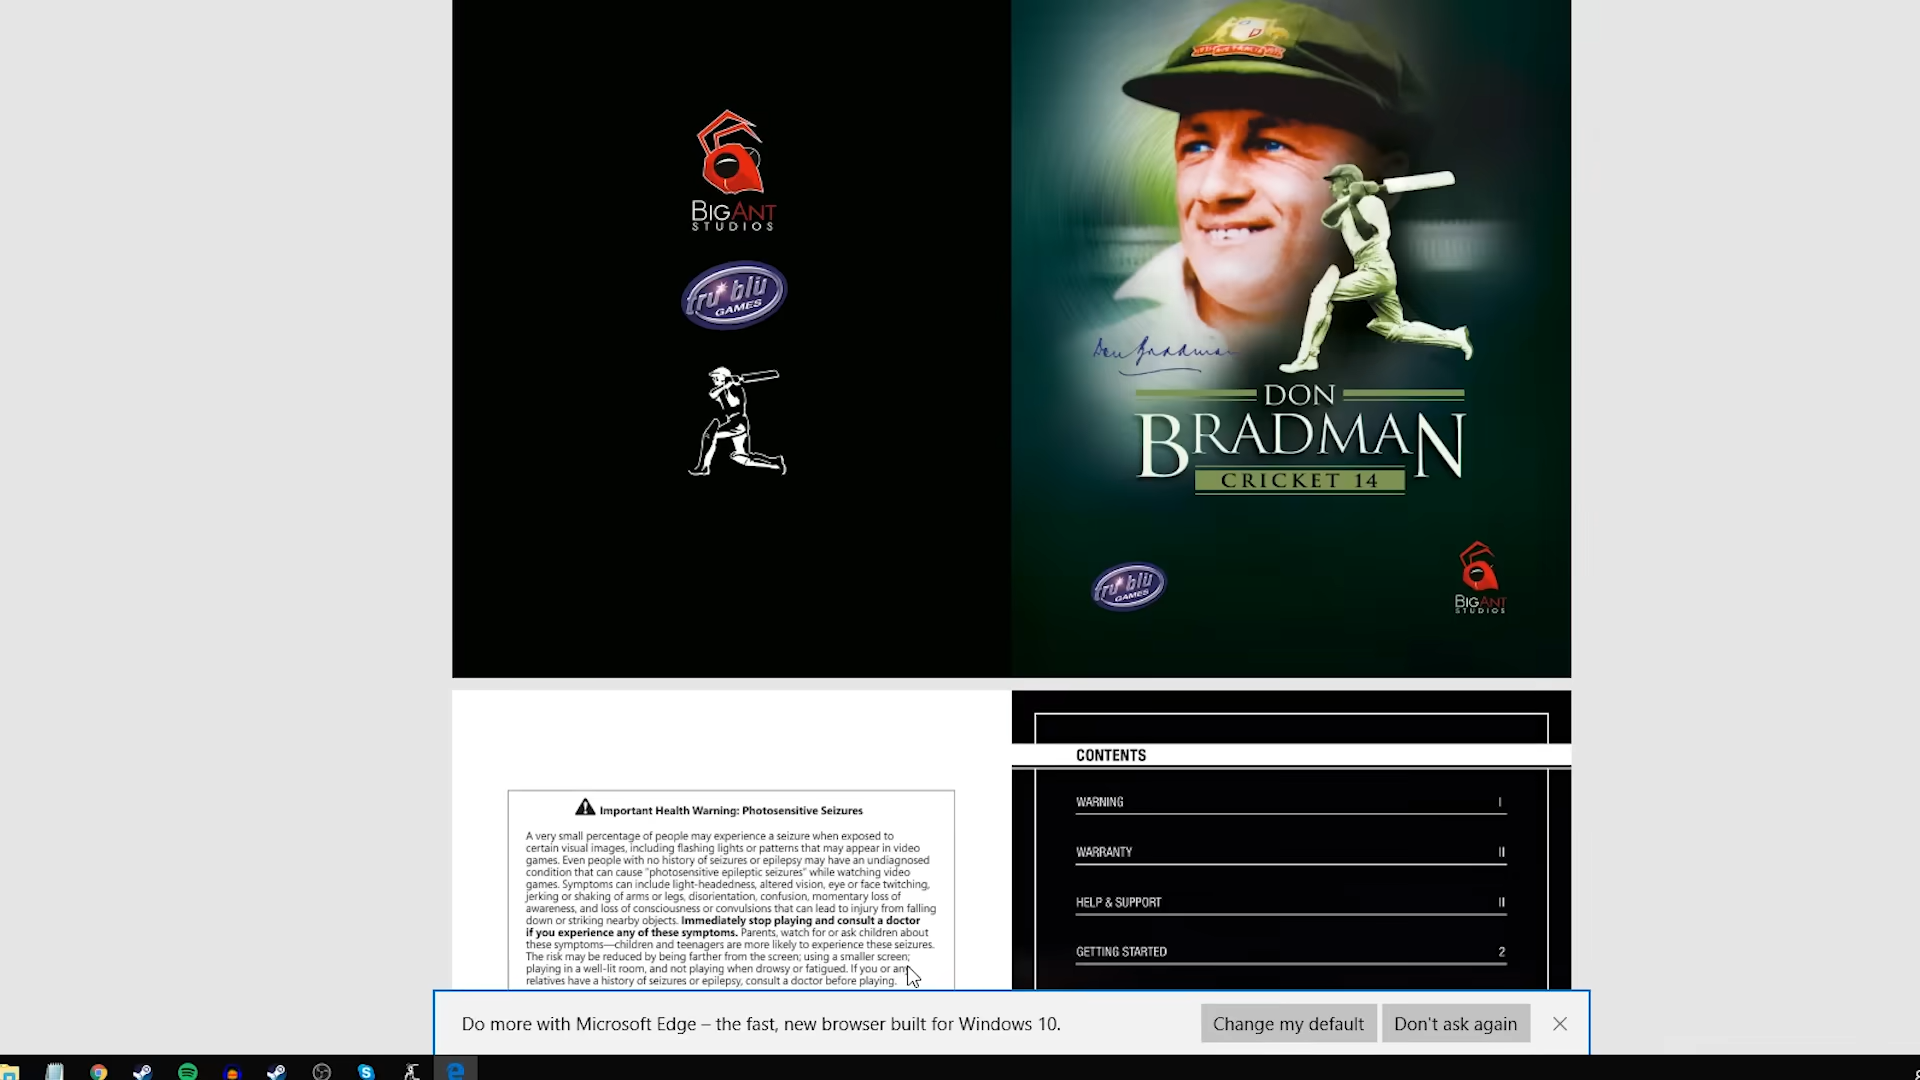 BIGANT
STUDIOS
tru blu
GAMES
Don Bradman
DON
BRADMAN
CRICKET 14
tru blu
GAMES
BIGANT
STUDIOS
Important Health Warning: Photosensitive Seizures
A very small percentage of people may experience a seizure when exposed to
certain visual images, including flashing lights or patterns that may appear in video
games. Even people with no history of seizures or epilepsy may have an undiagnosed
condition that can cause “photosensitive epileptic seizures” while watching video
games. Symptoms can include light-headedness, altered vision, eye or face twitching,
jerking or shaking of arms or legs, disorientation, confusion, momentary loss of
awareness, and loss of consciousness or convulsions that can lead to injury from falling
down or striking nearby objects. Immediately stop playing and consult a doctor
if you experience any of these symptoms. Parents, watch for or ask children about
these symptoms—children and teenagers are more likely to experience these seizures.
The risk may be reduced by being farther from the screen; using a smaller screen;
playing in a well-lit room, and not playing when drowsy or fatigued. If you or any
relatives have a history of seizures or epilepsy, consult a doctor before playing.
CONTENTS
WARNING I
WARRANTY II
HELP & SUPPORT II
GETTING STARTED 2
Do more with Microsoft Edge – the fast, new browser built for Windows 10.
Change my default
Don't ask again